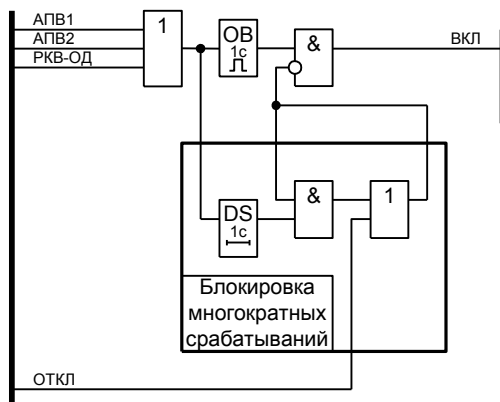 АПВ1
АПВ2
РКВ-ОД
1
ОВ
1с
&
ВКЛ
DS
1с
&
1
Блокировка
многократных
срабатываний
ОТКЛ